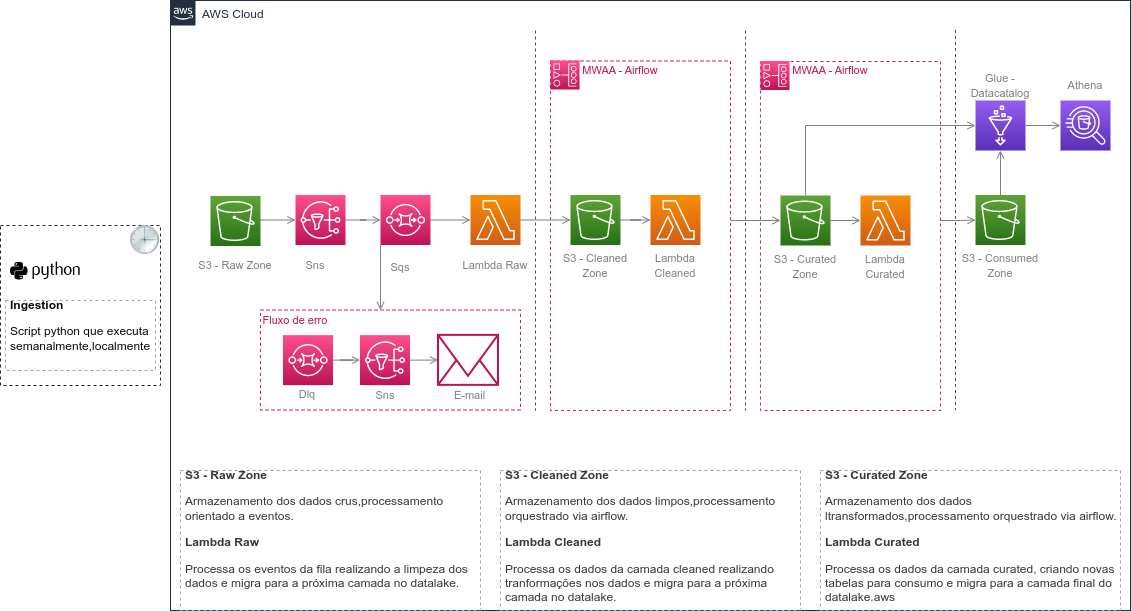 aws
AWS Cloud
MWAA - Airflow
MWAA - Airflow
Glue -
Datacatalog
Athena
S3 - Raw Zone
Sns
Sqs
Lambda Raw
S3 - Cleaned
Zone
Lambda
Cleaned
S3 - Curated
Zone
Lambda
Curated
S3 - Consumed
Zone
python
Ingestion
Script python que executa
semanalmente,localmente
Fluxo de erro
Dlq
Sns
E-mail
S3 - Raw Zone
Armazenamento dos dados crus,processamento
orientado a eventos.
Lambda Raw
Processa os eventos da fila realizando a limpeza dos
dados e migra para a próxima camada no datalake.
S3 - Cleaned Zone
Armazenamento dos dados limpos,processamento
orquestrado via airflow.
Lambda Cleaned
Processa os dados da camada cleaned realizando
tranformações nos dados e migra para a próxima
camada no datalake.
S3 - Curated Zone
Armazenamento dos dados
ltransformados,processamento orquestrado via airflow.
Lambda Curated
Processa os dados da camada curated, criando novas
tabelas para consumo e migra para a camada final do
datalake.aws